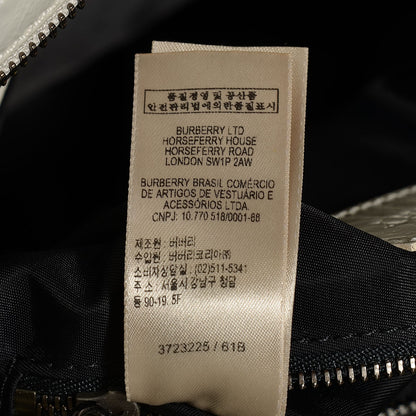 품질경영 및 공산품
안전관리법에의한품질표시
BURBERRY LTD
HORSEFERRY HOUSE
HORSEFERRY ROAD
LONDON SW1P 2AW
BURBERRY BRASIL COMÉRCIO
DE ARTIGOS DE VESTUÁRIO E
ACESSÓRIOS LTDA.
CNPJ: 10.770 518/0001-68
제조원 : 버버리
수입원 : 버버리코리아㈜
소비자상담실 : (02)511-5341
주소 : 서울시강남구 청담
동 90-19. 5F
3723225 / 61B